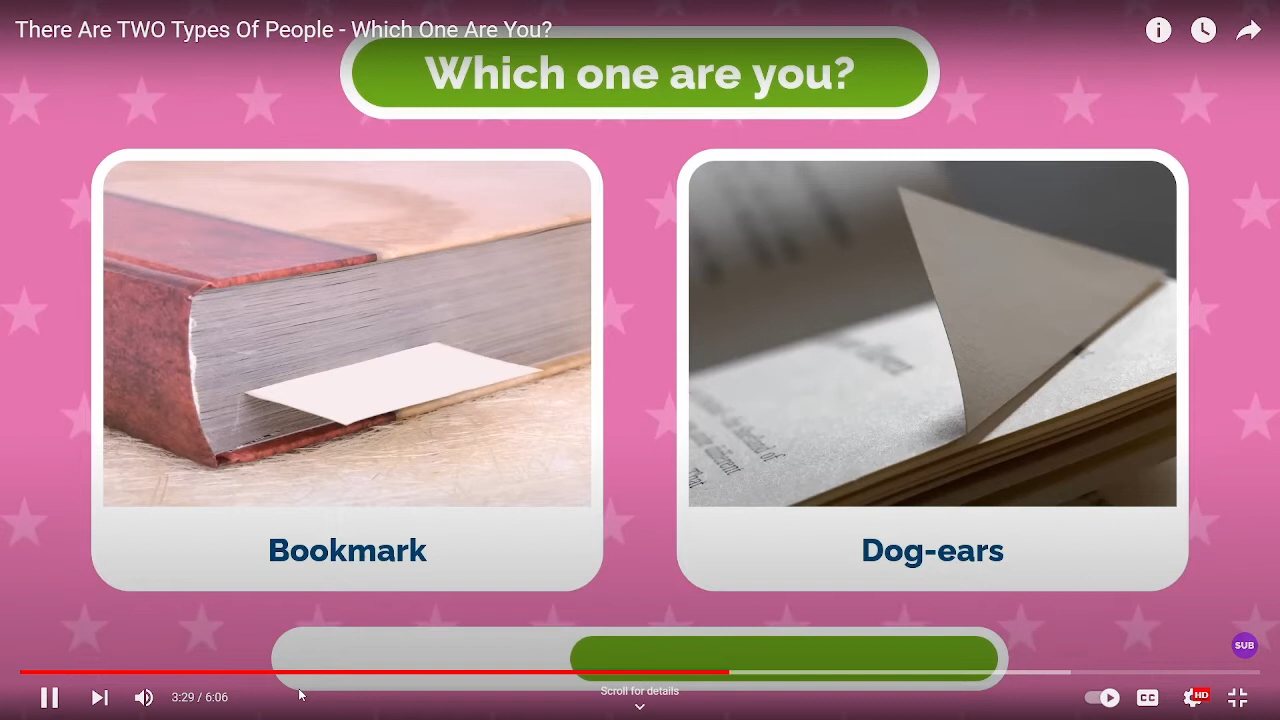 There Are TWO Types Of People - Which One Are You?
Which one are you?
Bookmark
Dog-ears
SUB
3:29 / 6:06
Scroll for details
CC
HD